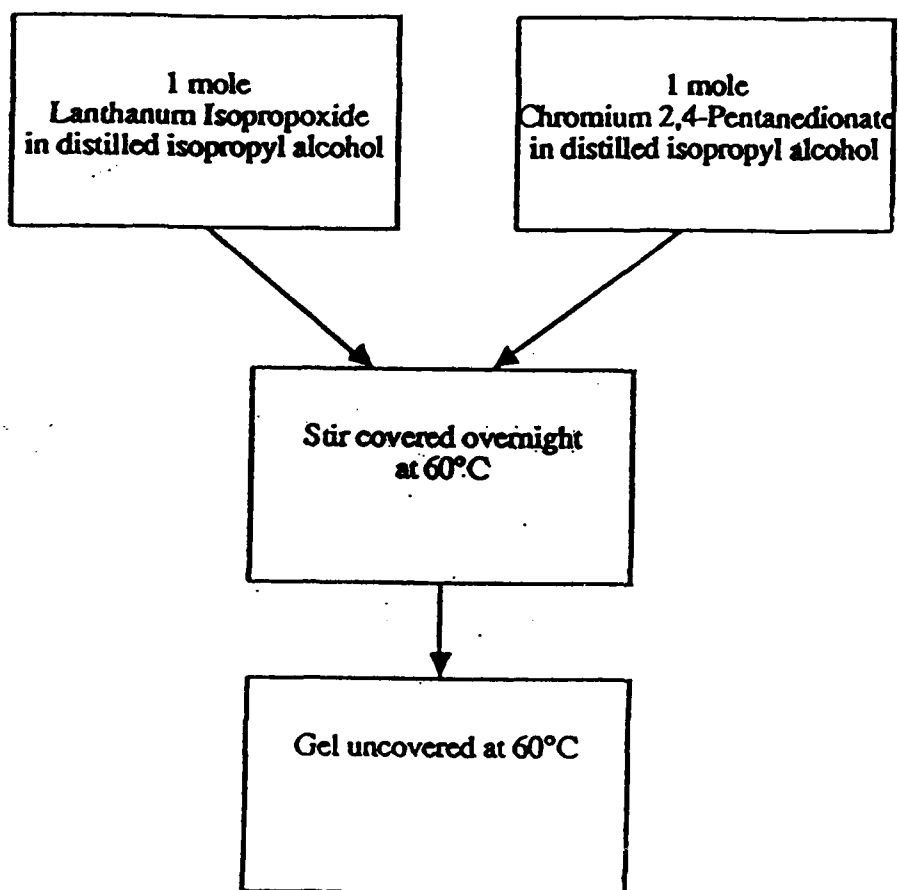 1 mole
Lanthanum Isopropoxide
in distilled isopropyl alcohol
1 mole
Chromium 2,4-Pentanedionate
in distilled isopropyl alcohol
Stir covered overnight
at 60°C
Gel uncovered at 60°C